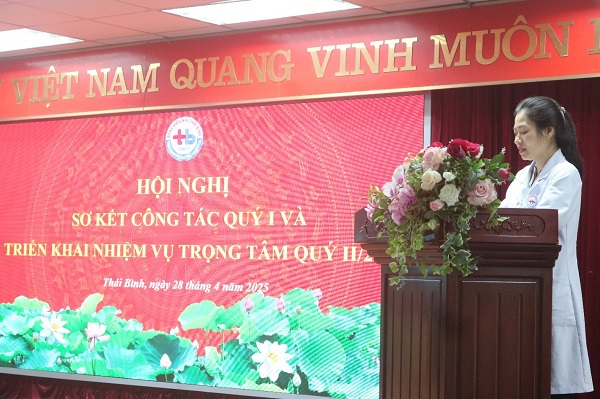 VIỆT NAM QUANG VINH MUÔN
HỘI NGHỊ
SƠ KẾT CÔNG TÁC QUÝ I VÀ
TRIỂN KHAI NHIỆM VỤ TRỌNG TÂM QUÝ II/2
Thái Bình, ngày 28 tháng 4 năm 2025